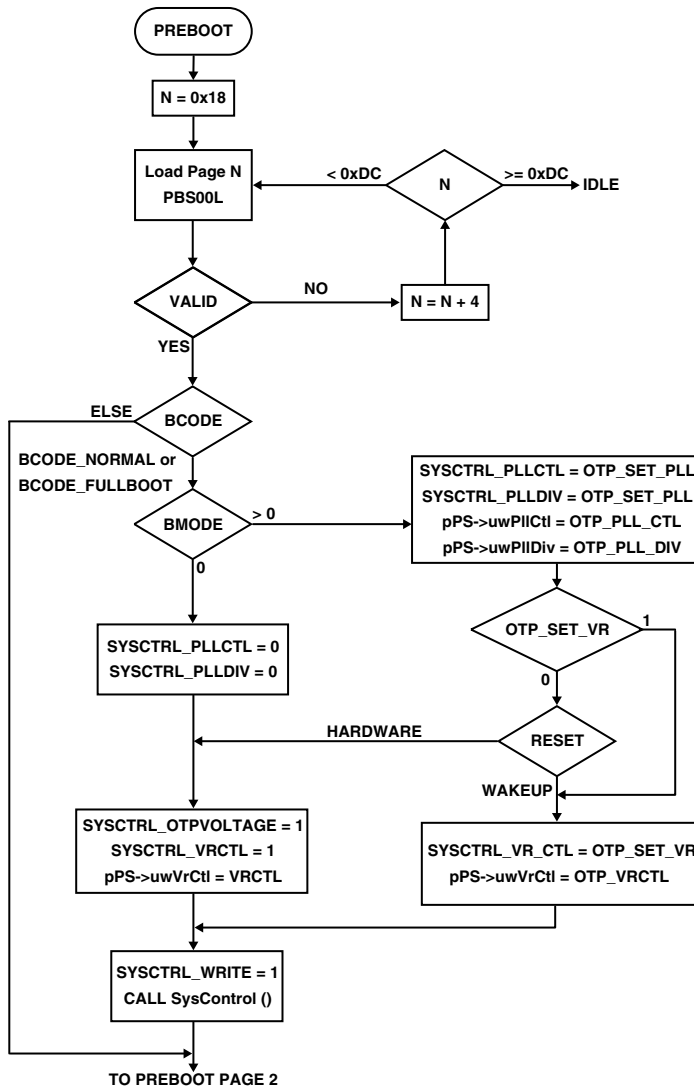 PREBOOT
N = 0x18
Load Page N
PBS00L
< 0xDC
N
>= 0xDC
IDLE
VALID
NO
N = N + 4
YES
BCODE
ELSE
BCODE_NORMAL or
BCODE_FULLBOOT
BMODE
> 0
0
SYSCTRL_PLLCTL = OTP_SET_PLL
SYSCTRL_PLLDIV = OTP_SET_PLL
pPS->uwPllCtl = OTP_PLL_CTL
pPS->uwPllDiv = OTP_PLL_DIV
OTP_SET_VR
1
0
SYSCTRL_PLLCTL = 0
SYSCTRL_PLLDIV = 0
HARDWARE
RESET
WAKEUP
SYSCTRL_OTPVOLTAGE = 1
SYSCTRL_VRCTL = 1
pPS->uwVrCtl = VRCTL
SYSCTRL_VR_CTL = OTP_SET_VR
pPS->uwVrCtl = OTP_VRCTL
SYSCTRL_WRITE = 1
CALL SysControl ()
TO PREBOOT PAGE 2